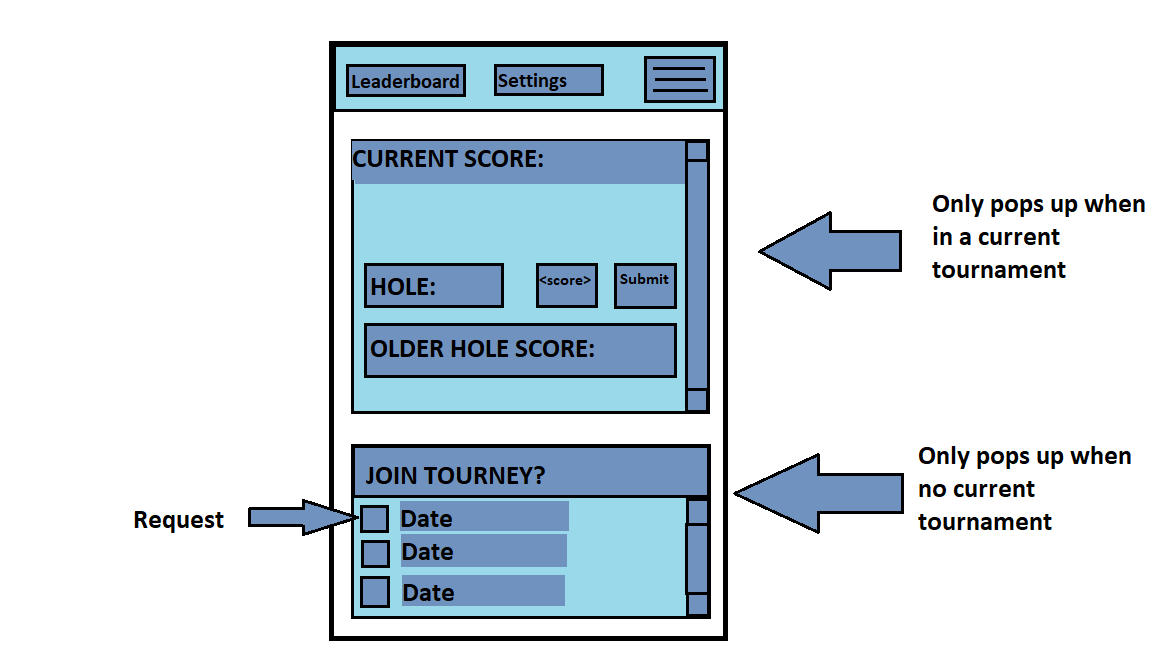 Leaderboard
Settings
CURRENT SCORE:
HOLE:
<score>
Submit
OLDER HOLE SCORE:
Only pops up when
in a current
tournament
JOIN TOURNEY?
Request
Date
Date
Date
Only pops up when
no current
tournament